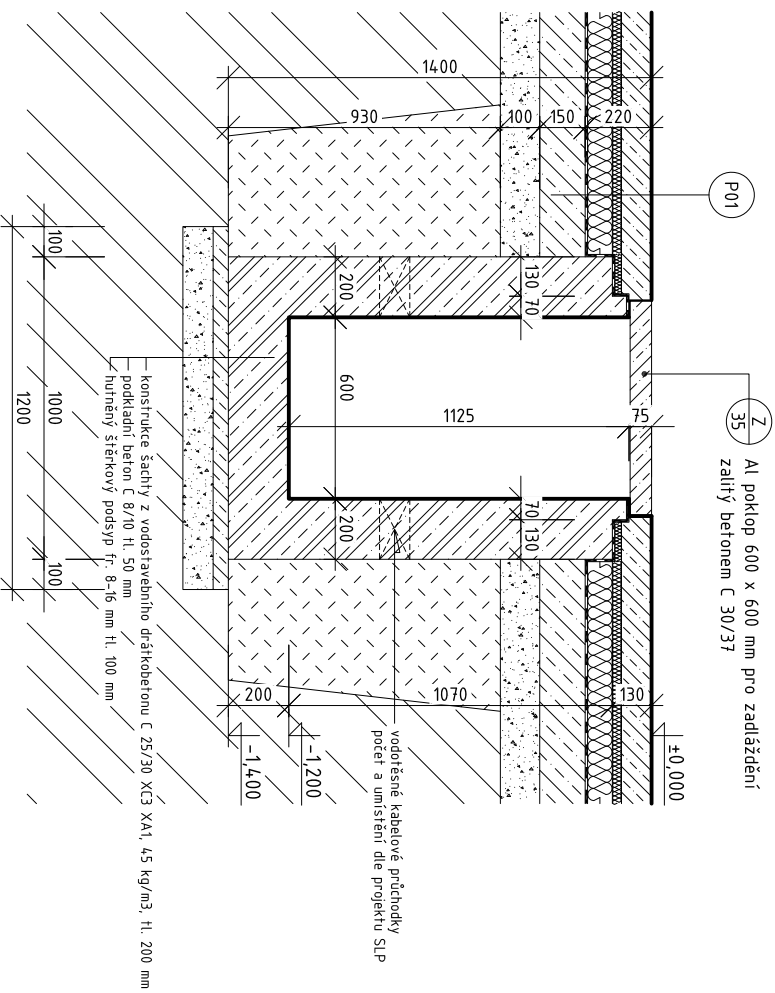 P01
Z
35
Al poklop 600 x 600 mm pro zadláždění
zalitý betonem C 30/37
1400
930
100
150
220
130
70
200
600
1125
75
70
130
200
200
1070
130
±0,000
-1,200
-1,400
vodotěsné kabelové průchodky
počet a umístění dle projektu SLP
konstrukce šachty z vodostavebního drátkobetonu C 25/30 XC3 XA1, 45 kg/m3, tl. 200 mm
podkladní beton C 8/10 tl. 50 mm
hutněný štěrkový podsyp fr. 8-16 mm tl. 100 mm
100
1000
100
1200